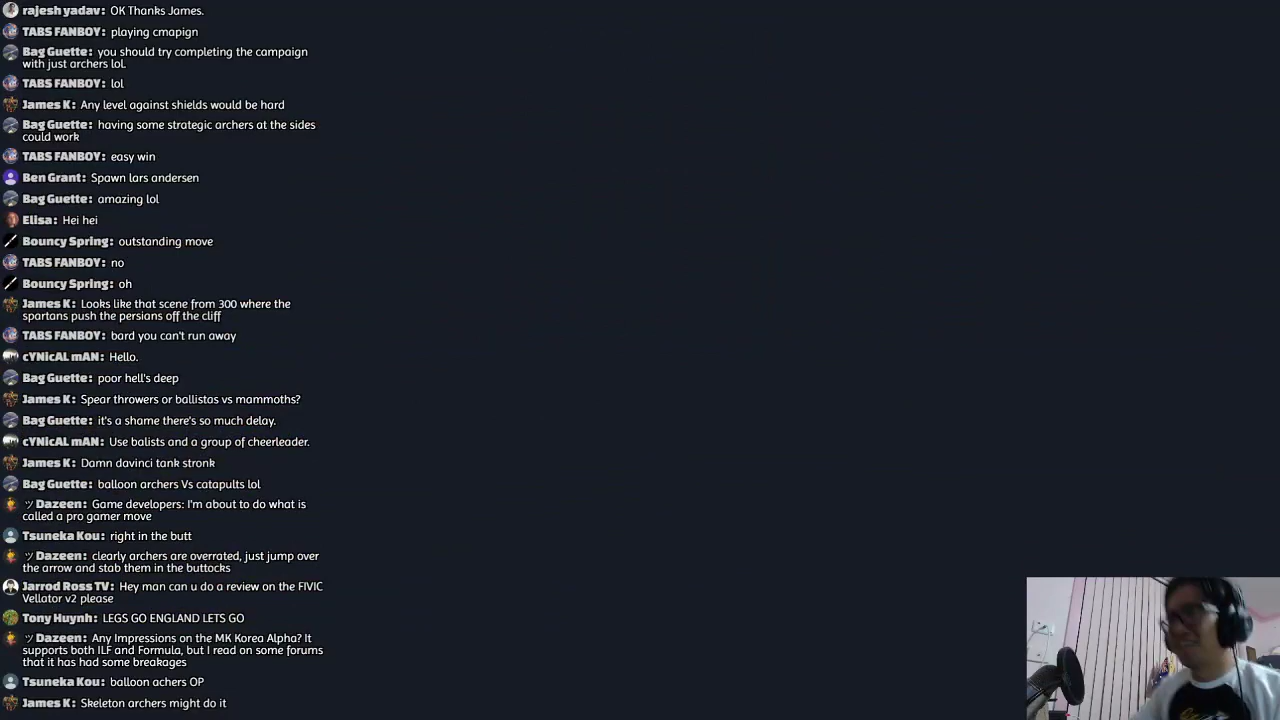 rajesh yadav: OK Thanks James.
TABS FANBOY: playing cmapign
Bag Guette: you should try completing the campaign
with just archers lol.
TABS FANBOY: lol
James K: Any level against shields would be hard
Bag Guette: having some strategic archers at the sides
could work
TABS FANBOY: easy win
Ben Grant: Spawn lars andersen
Bag Guette: amazing lol
Elisa: Hei hei
Bouncy Spring: outstanding move
TABS FANBOY: no
Bouncy Spring: oh
James K: Looks like that scene from 300 where the
spartans push the persians off the cliff
TABS FANBOY: bard you can't run away
cYNicAL mAN: Hello.
Bag Guette: poor hell's deep
James K: Spear throwers or ballistas vs mammoths?
Bag Guette: it's a shame there's so much delay.
cYNicAL mAN: Use balists and a group of cheerleader.
James K: Damn davinci tank stronk
Bag Guette: balloon archers Vs catapults lol
ッDazeen: Game developers: I'm about to do what is
called a pro gamer move
Tsuneka Kou: right in the butt
ッDazeen: clearly archers are overrated, just jump over
the arrow and stab them in the buttocks
Jarrod Ross TV: Hey man can u do a review on the FIVIC
Vellator v2 please
Tony Huynh: LEGS GO ENGLAND LETS GO
ッDazeen: Any Impressions on the MK Korea Alpha? It
supports both ILF and Formula, but I read on some forums
that it has had some breakages
Tsuneka Kou: balloon achers OP
James K: Skeleton archers might do it